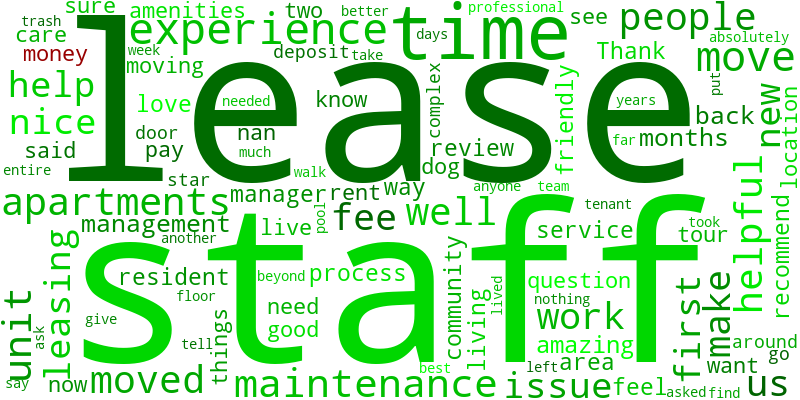 trash
sure
amenities
two
better
professional
care
experience
time
days
people
see
absolutely
money
moving
deposit
take
week
Thank
move
help
love
needed
know
complex
friendly
years
put
new
location
nice
door
nan
back
said
pay
much
review
far
months
entire
star
walk
dog
anyone
team
lease
apartments
manager
rent
way
tenant
helpful
recommend
management
live
pool
fee
well
service
took
tour
another
staff
unit
leasing
resident
beyond
process
community
living
lived
question
first
make
floor
need
nothing
work
give
good
things
tell
ask
amazing
around
best
left
area
want
go
say
now
moved
maintenance
issue
feel
asked
find
us